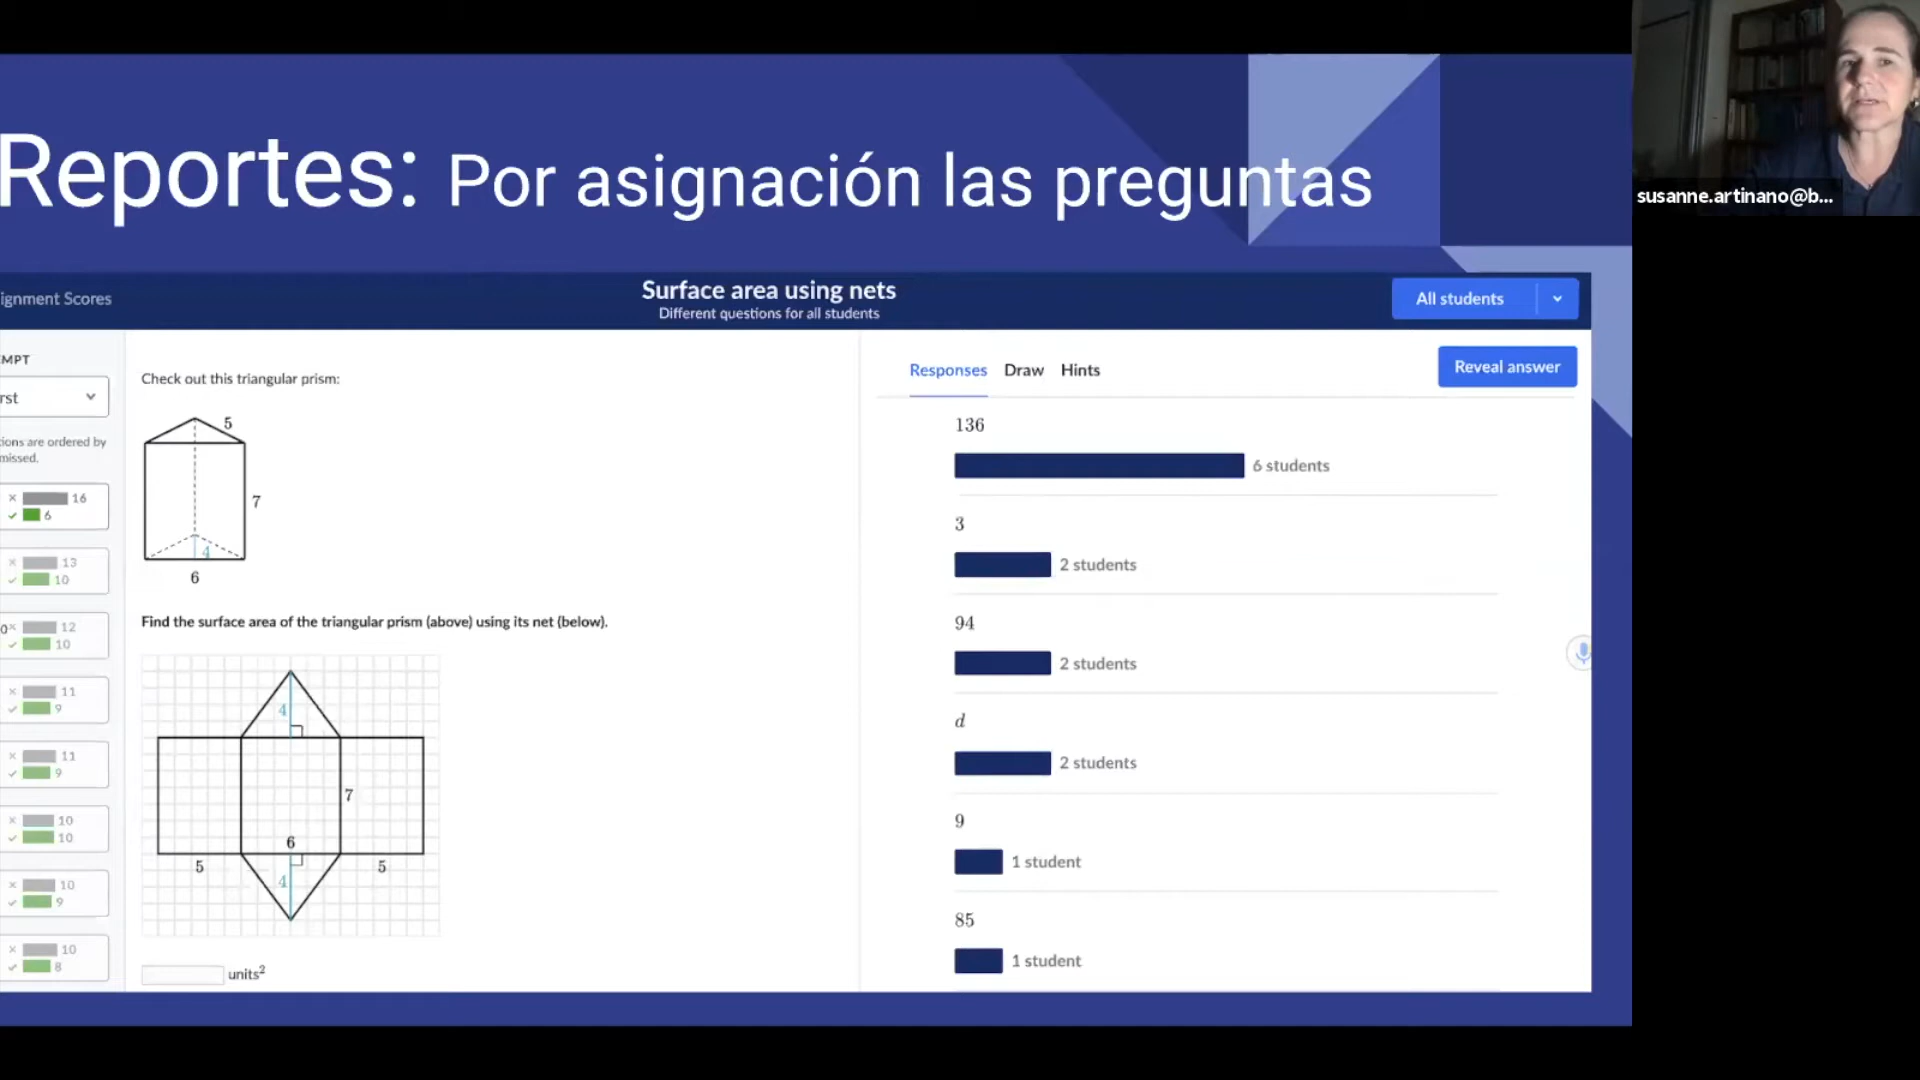 Reportes: Por asignación las preguntas
susanne.artinano@b...
ignment Scores
Surface area using nets
Different questions for all students
All students
MPT
rst
ions are ordered by
missed.
16
6
13
10
12
10
11
9
11
9
10
10
10
9
10
8
Check out this triangular prism:
5
7
4
6
Find the surface area of the triangular prism (above) using its net (below).
4
7
6
5
5
4
units²
Responses Draw Hints
Reveal answer
136
6 students
3
2 students
94
2 students
d
2 students
9
1 student
85
1 student